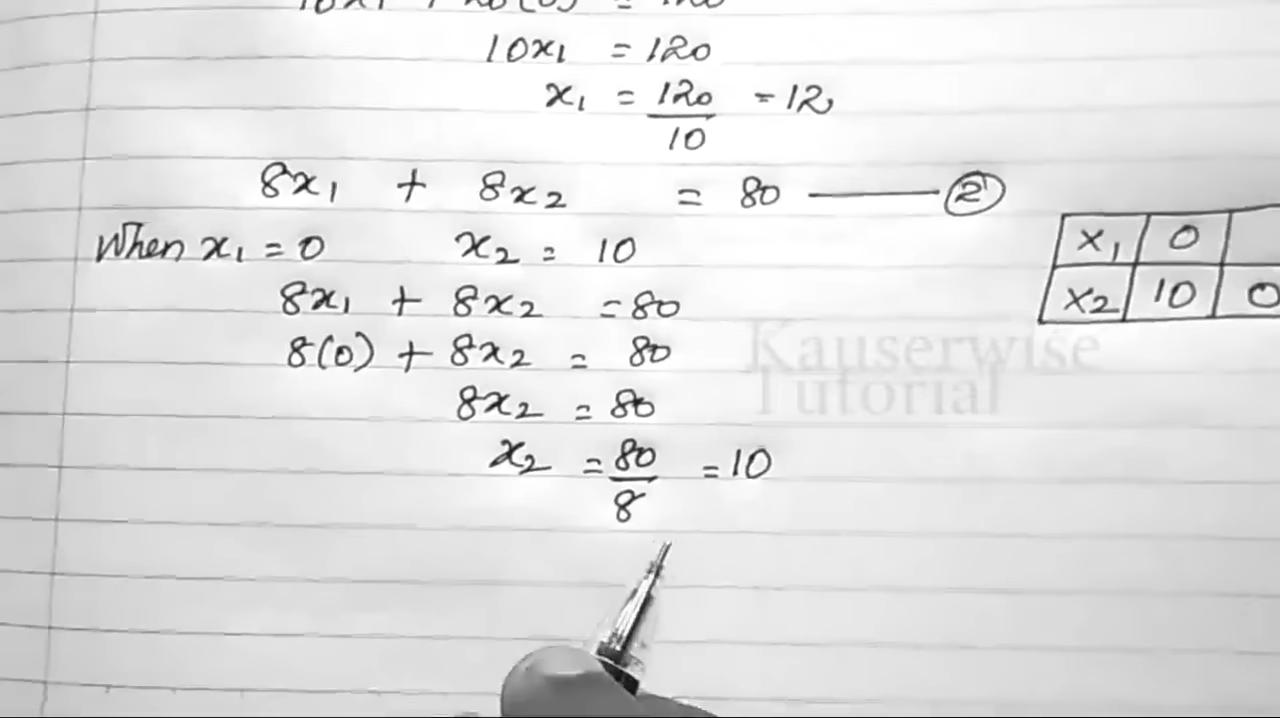 10x₁ = 120
x₁ = 120/10 = 12
8x₁ + 8x₂ = 80 ——— ②
When x₁ = 0 x₂ = 10
8x₁ + 8x₂ = 80
8(0) + 8x₂ = 80
8x₂ = 80
x₂ = 80/8 = 10
x₁ 0
x₂ 10 0
Kauserwise
Tutorial